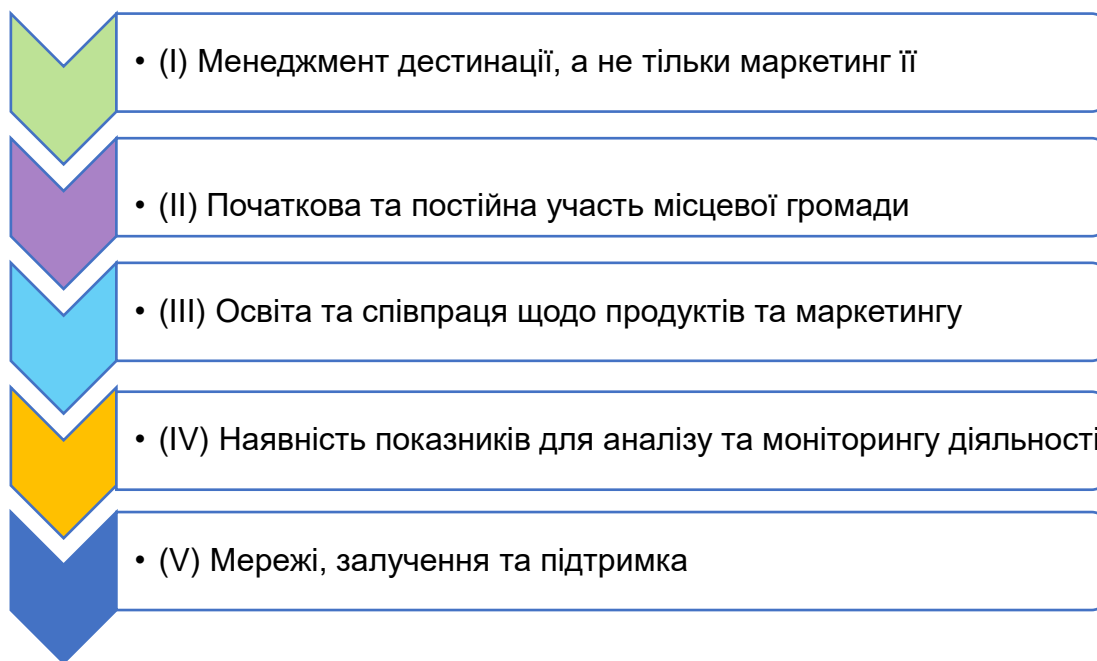 • (I) Менеджмент дестинації, а не тільки маркетинг її
• (II) Початкова та постійна участь місцевої громади
• (III) Освіта та співпраця щодо продуктів та маркетингу
• (IV) Наявність показників для аналізу та моніторингу діяльності
• (V) Мережі, залучення та підтримка